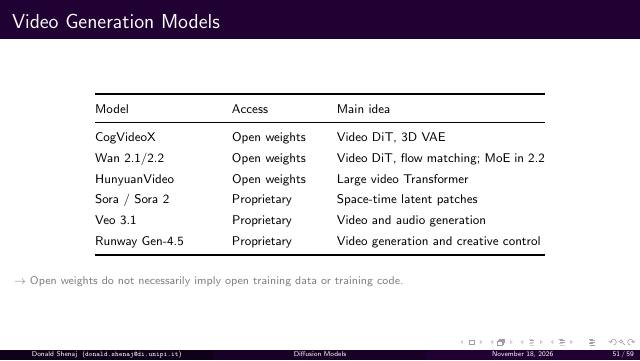 Video Generation Models
Model Access Main idea
CogVideoX Open weights Video DiT, 3D VAE
Wan 2.1/2.2 Open weights Video DiT, flow matching; MoE in 2.2
HunyuanVideo Open weights Large video Transformer
Sora / Sora 2 Proprietary Space-time latent patches
Veo 3.1 Proprietary Video and audio generation
Runway Gen-4.5 Proprietary Video generation and creative control
→ Open weights do not necessarily imply open training data or training code.
Donald Shenaj (donald.shenaj@di.unipi.it) Diffusion Models November 18, 2026 51 / 59